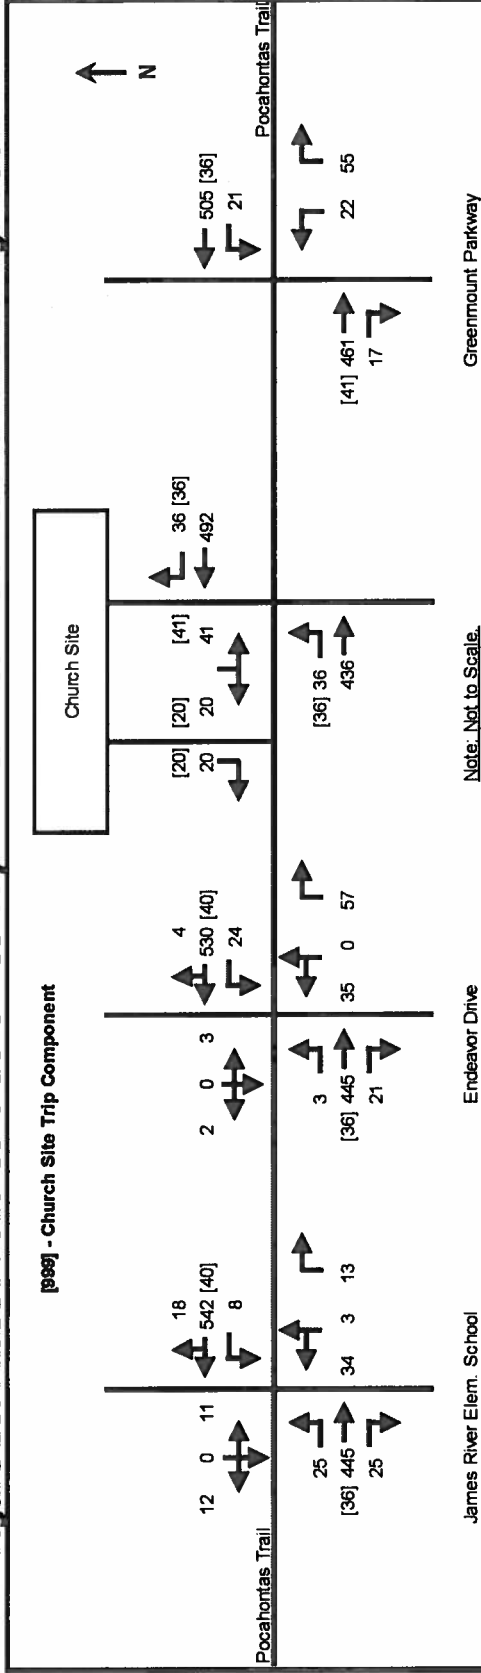 [999] - Church Site Trip Component
N
Church Site
Pocahontas Trail
Pocahontas Trail
12 0 11
18
542 [40]
8
25
[36] 445
25
34 3 13
2 0 3
4
530 [40]
24
3
[36] 445
21
35 0 57
[20]
20
[20] [41]
20 41
36 [36]
492
[36] 36
436
505 [36]
21
[41] 461
17
22 55
James River Elem. School
Endeavor Drive
Note: Not to Scale.
Greenmount Parkway